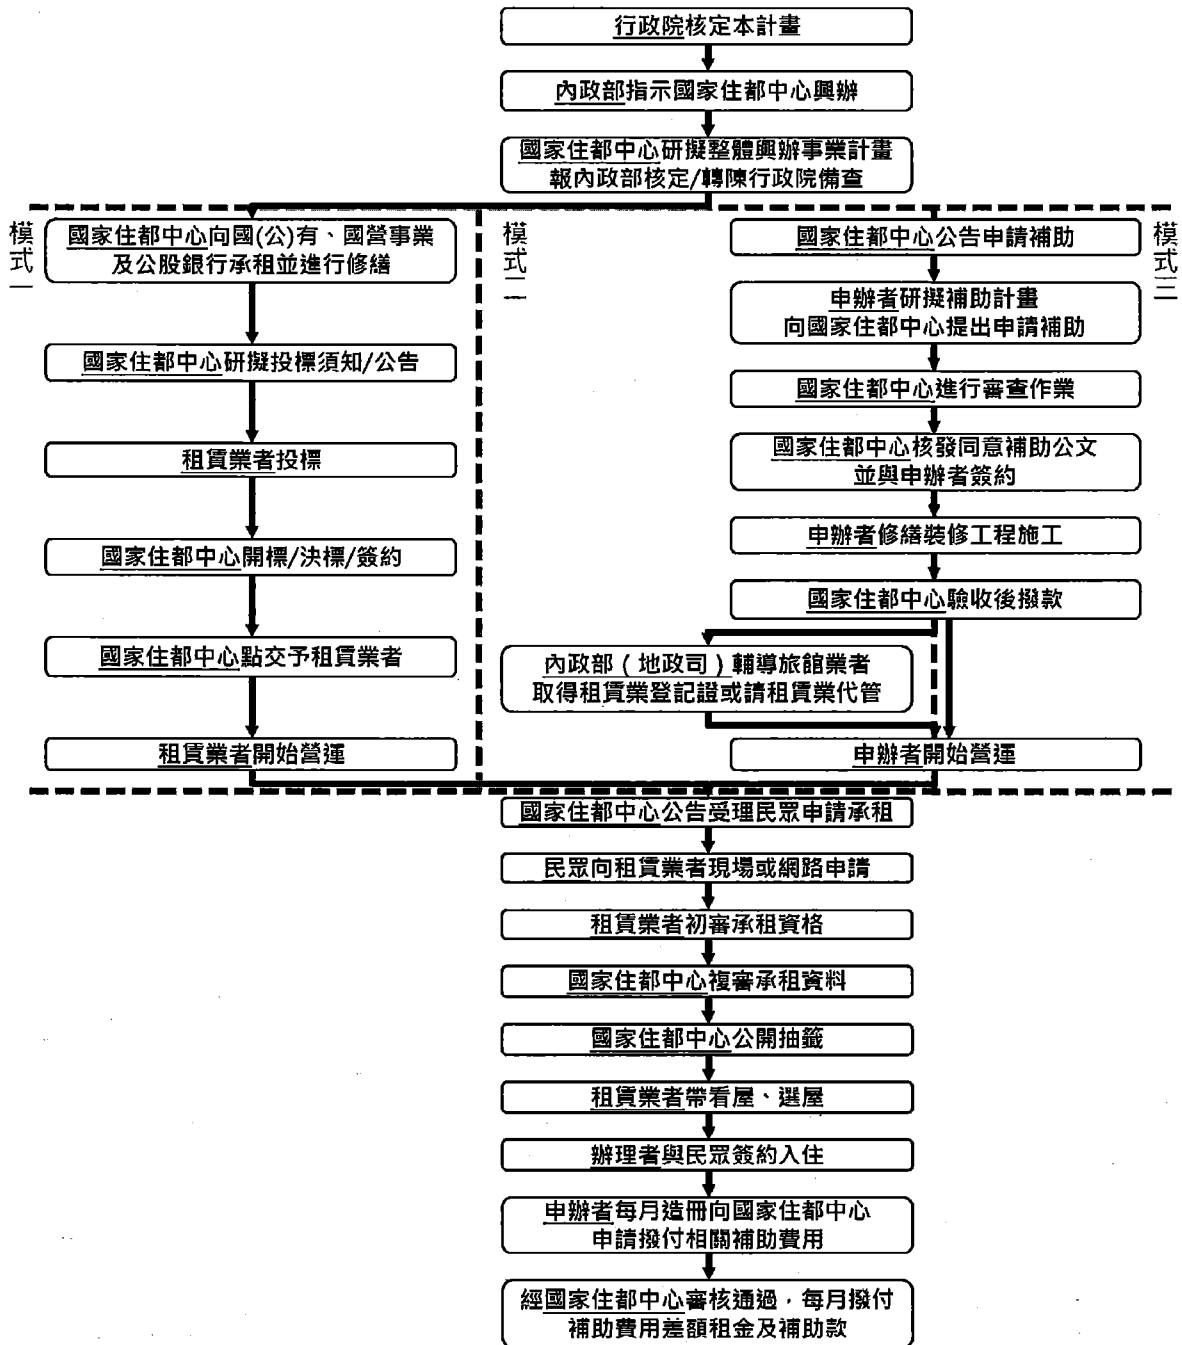 行政院核定本計畫
內政部指示國家住都中心興辦
國家住都中心研擬整體興辦事業計畫
報內政部核定/轉陳行政院備查
模式一
國家住都中心向國(公)有、國營事業
及公股銀行承租並進行修繕
國家住都中心研擬投標須知/公告
租賃業者投標
國家住都中心開標/決標/簽約
國家住都中心點交予租賃業者
租賃業者開始營運
模式二
模式三
國家住都中心公告申請補助
申辦者研擬補助計畫
向國家住都中心提出申請補助
國家住都中心進行審查作業
國家住都中心核發同意補助公文
並與申辦者簽約
申辦者修繕裝修工程施工
國家住都中心驗收後撥款
內政部(地政司)輔導旅館業者
取得租賃業登記證或請租賃業代管
申辦者開始營運
國家住都中心公告受理民眾申請承租
民眾向租賃業者現場或網路申請
租賃業者初審承租資格
國家住都中心複審承租資料
國家住都中心公開抽籤
租賃業者帶看屋、選屋
辦理者與民眾簽約入住
申辦者每月造冊向國家住都中心
申請撥付相關補助費用
經國家住都中心審核通過,每月撥付
補助費用差額租金及補助款